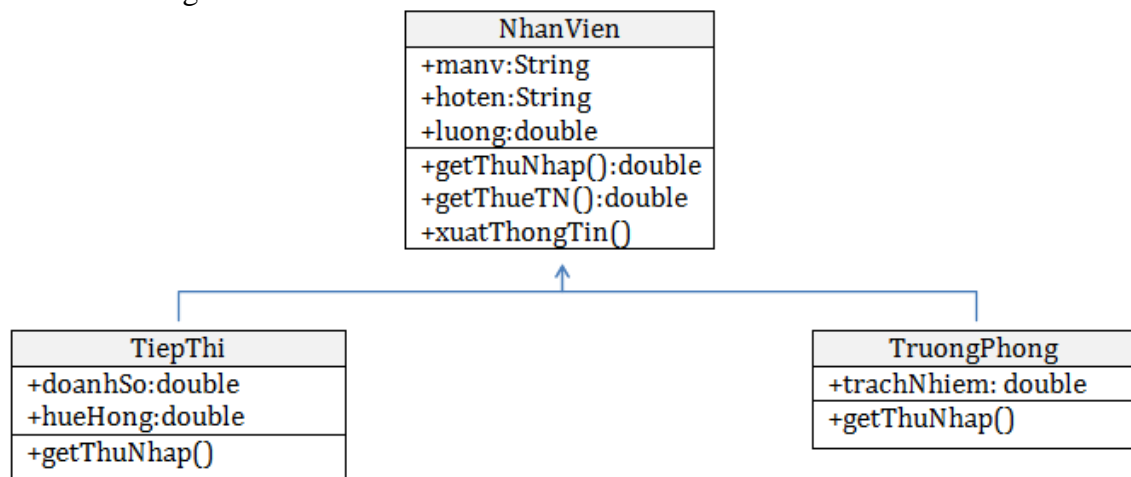 g
NhanVien
+manv:String
+hoten:String
+luong:double
+getThuNhap():double
+getThueTN():double
+xuatThongTin()
TiepThi
+doanhSo:double
+hueHong:double
+getThuNhap()
TruongPhong
+trachNhiem: double
+getThuNhap()